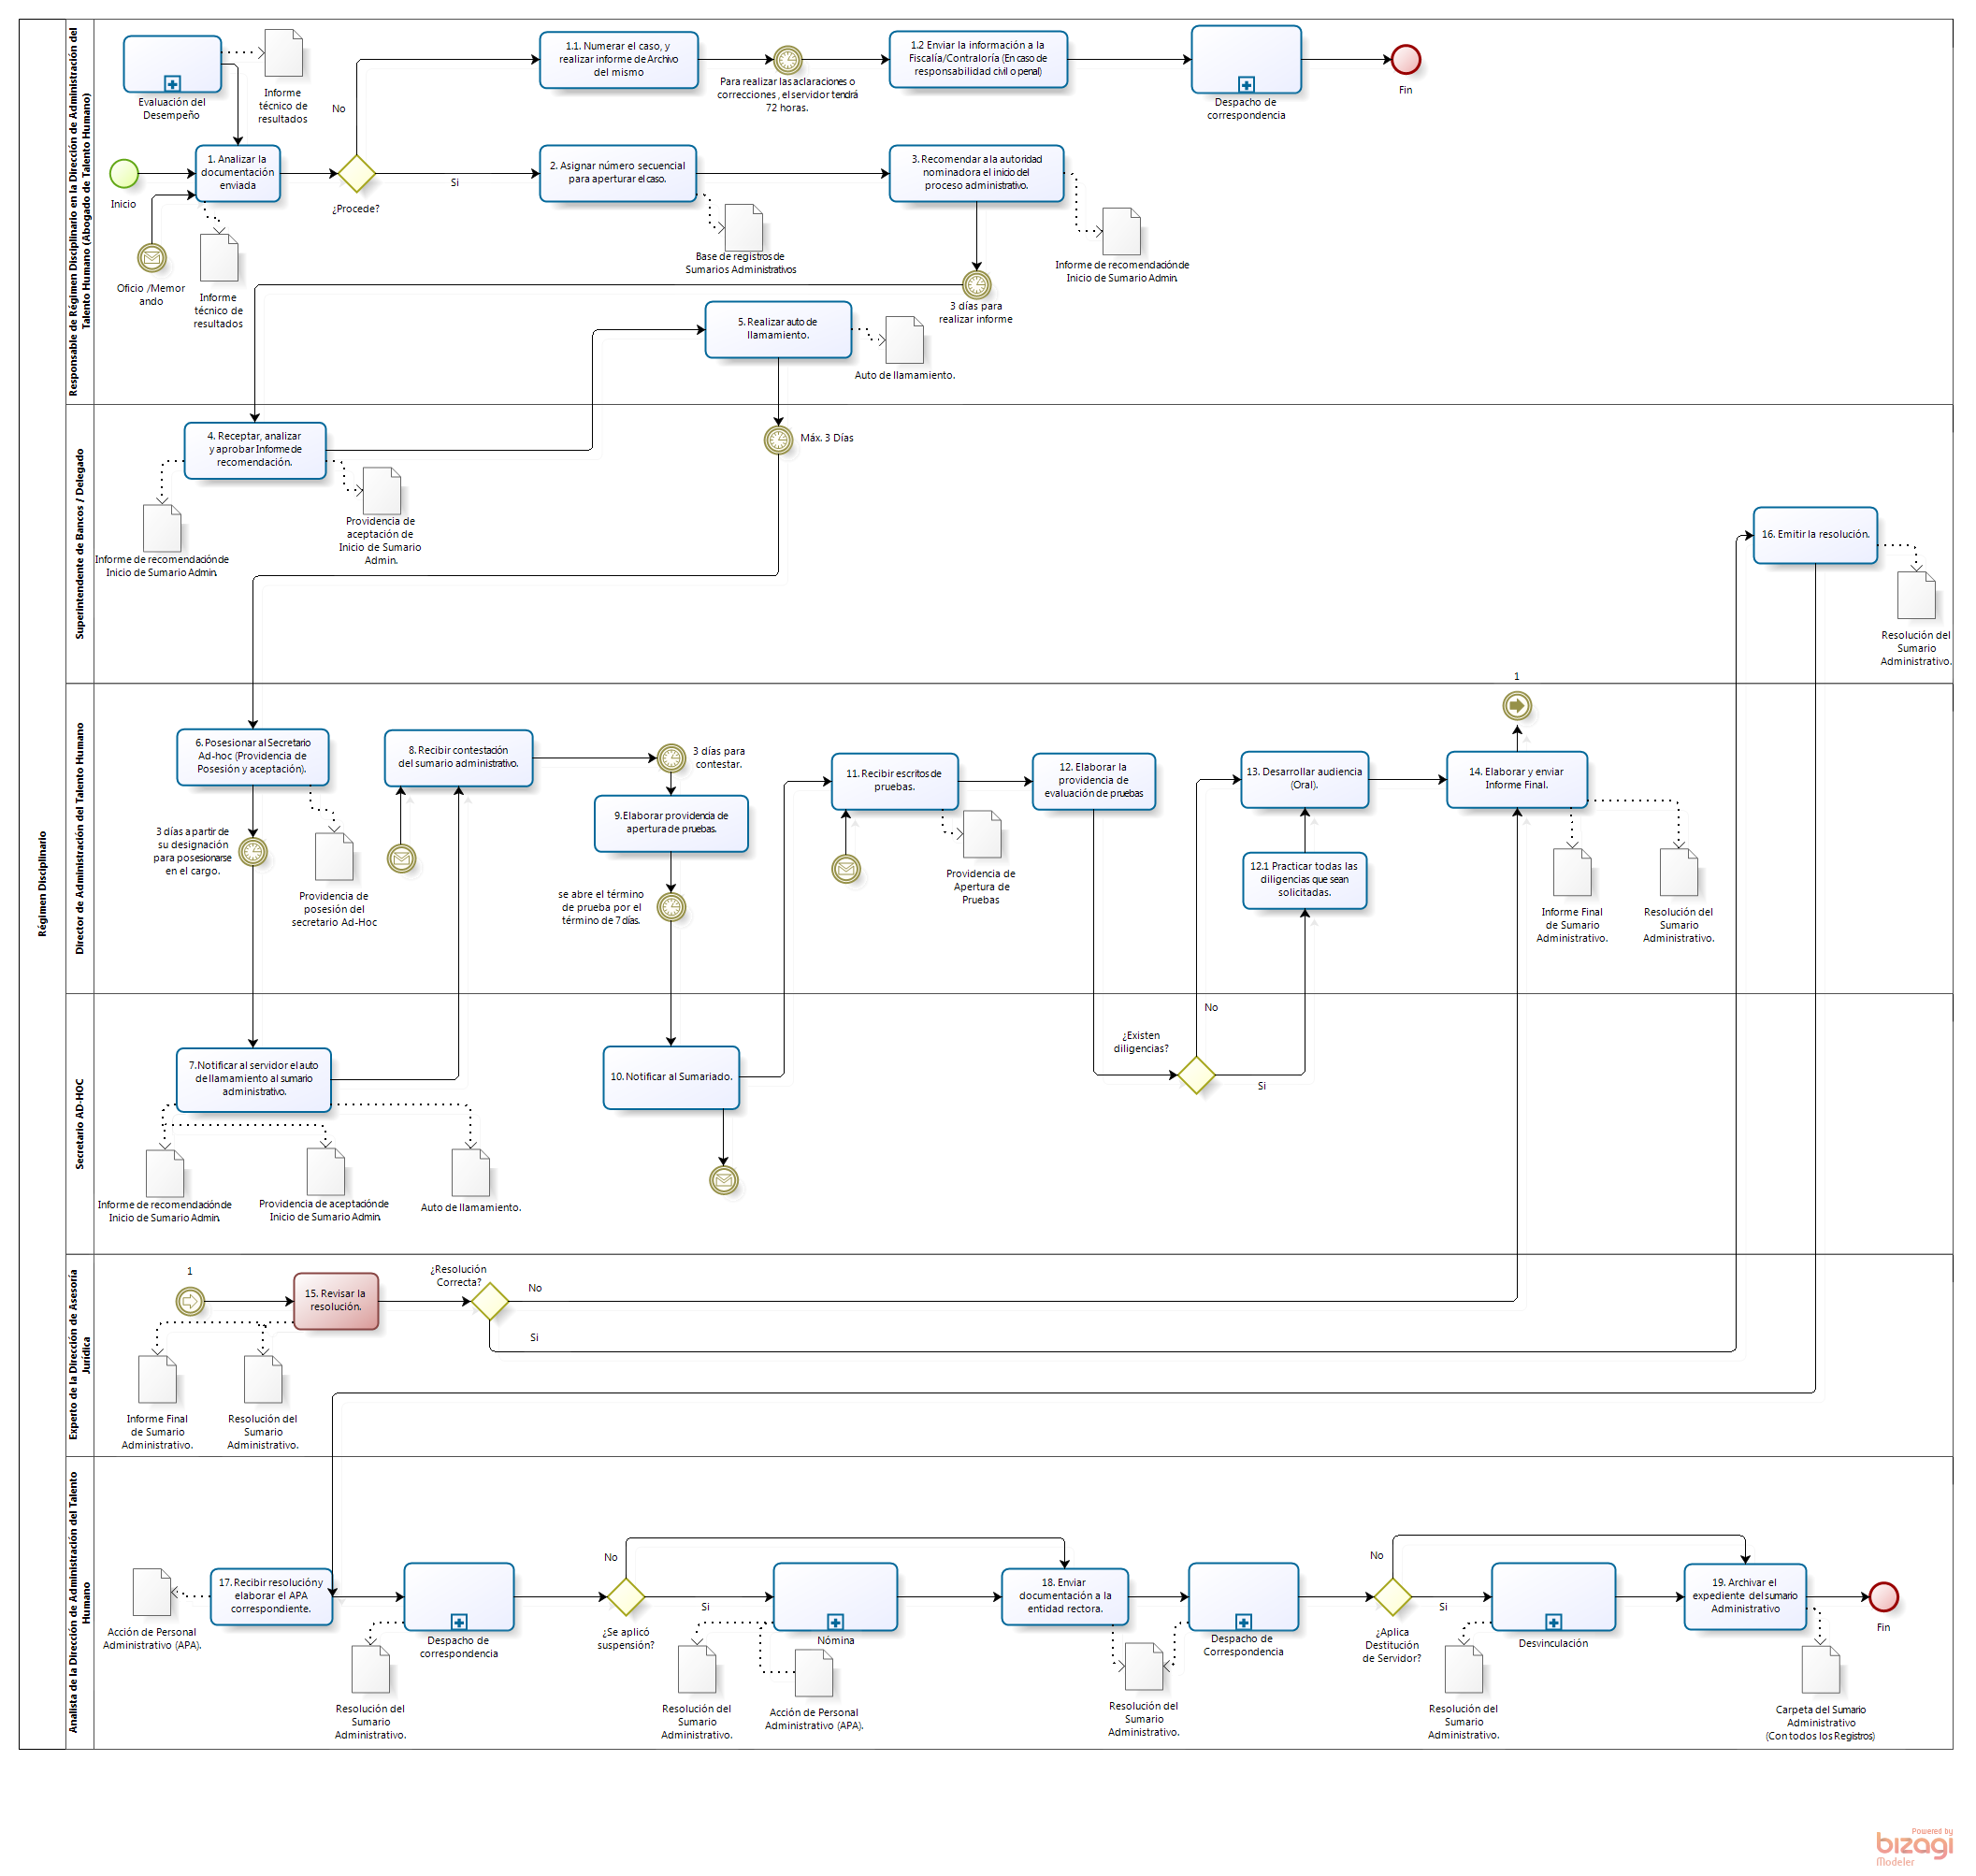 Régimen Disciplinario
Responsable de Régimen Disciplinario en la Dirección de Administración del
Talento Humano (Abogado de Talento Humano)
Evaluación del
Desempeño
Informe
técnico de
resultados
Inicio
1. Analizar la
documentación
enviada
Oficio /Memor
ando
Informe
técnico de
resultados
¿Procede?
No
Si
1.1. Numerar el caso, y
realizar informe de Archivo
del mismo
Para realizar las aclaraciones o
correcciones , el servidor tendrá
72 horas.
1.2 Enviar la información a la
Fiscalía/Contraloría (En caso de
responsabilidad civil o penal)
Despacho de
correspondencia
Fin
2. Asignar número secuencial
para aperturar el caso.
Base de registros de
Sumarios Administrativos
3. Recomendar a la autoridad
nominadora el inicio del
proceso administrativo.
Informe de recomendación de
Inicio de Sumario Admin.
3 días para
realizar informe
5. Realizar auto de
llamamiento.
Auto de llamamiento.
Superintendente de Bancos / Delegado
4. Receptar, analizar
y aprobar Informe de
recomendación.
Informe de recomendación de
Inicio de Sumario Admin.
Providencia de
aceptación de
Inicio de Sumario
Admin.
Máx. 3 Días
16. Emitir la resolución.
Resolución del
Sumario
Administrativo.
Director de Administración del Talento Humano
6. Posesionar al Secretario
Ad-hoc (Providencia de
Posesión y aceptación).
3 días a partir de
su designación
para posesionarse
en el cargo.
Providencia de
posesión del
secretario Ad-Hoc
8. Recibir contestación
del sumario administrativo.
3 días para
contestar.
9. Elaborar providencia de
apertura de pruebas.
se abre el término
de prueba por el
término de 7 días.
11. Recibir escritos de
pruebas.
Providencia de
Apertura de
Pruebas
12. Elaborar la
providencia de
evaluación de pruebas
13. Desarrollar audiencia
(Oral).
12.1 Practicar todas las
diligencias que sean
solicitadas.
1
14. Elaborar y enviar
Informe Final.
Informe Final
de Sumario
Administrativo.
Resolución del
Sumario
Administrativo.
Secretario AD-HOC
7. Notificar al servidor el auto
de llamamiento al sumario
administrativo.
Informe de recomendación de
Inicio de Sumario Admin.
Providencia de aceptación de
Inicio de Sumario Admin.
Auto de llamamiento.
10. Notificar al Sumariado.
¿Existen
diligencias?
No
Si
Experto de la Dirección de Asesoría
Jurídica
1
15. Revisar la
resolución.
¿Resolución
Correcta?
No
Si
Informe Final
de Sumario
Administrativo.
Resolución del
Sumario
Administrativo.
Analista de la Dirección de Administración del Talento
Humano
17. Recibir resolución y
elaborar el APA
correspondiente.
Acción de Personal
Administrativo (APA).
Despacho de
correspondencia
Resolución del
Sumario
Administrativo.
¿Se aplicó
suspensión?
No
Si
Nómina
Resolución del
Sumario
Administrativo.
Acción de Personal
Administrativo (APA).
18. Enviar
documentación a la
entidad rectora.
Resolución del
Sumario
Administrativo.
Despacho de
Correspondencia
¿Aplica
Destitución
de Servidor?
No
Si
Desvinculación
Resolución del
Sumario
Administrativo.
19. Archivar el
expediente del sumario
Administrativo
Carpeta del Sumario
Administrativo
(Con todos los Registros)
Fin
Powered by
bizagi
Modeler